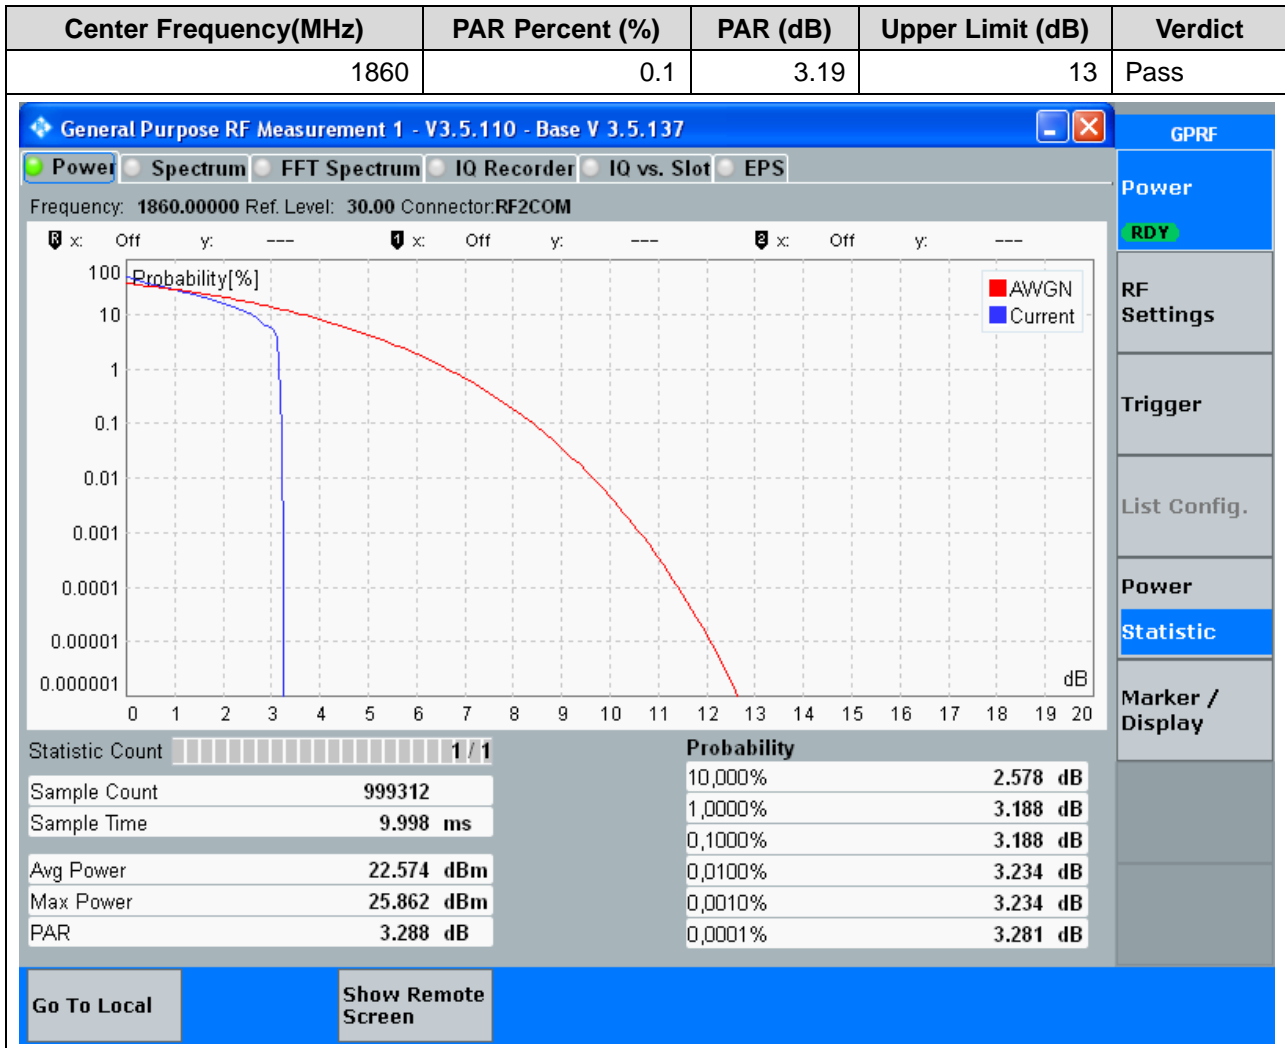 Center Frequency(MHz) PAR Percent (%) PAR (dB) Upper Limit (dB) Verdict
1860 0.1 3.19 13 Pass
General Purpose RF Measurement 1 - V3.5.110 - Base V 3.5.137
GPRF
Power Spectrum FFT Spectrum IQ Recorder IQ vs. Slot EPS
Power
RDY
Frequency: 1860.00000 Ref. Level: 30.00 Connector:RF2COM
R x: Off y: --- 1 x: Off y: --- 2 x: Off y: ---
Probability[%]
AWGN
Current
100
10
1
0.1
0.01
0.001
0.0001
0.00001
0.000001
dB
0 1 2 3 4 5 6 7 8 9 10 11 12 13 14 15 16 17 18 19 20
RF
Settings
Trigger
List Config.
Power
Statistic
Marker /
Display
Statistic Count 1 / 1
Sample Count 999312
Sample Time 9.998 ms
Avg Power 22.574 dBm
Max Power 25.862 dBm
PAR 3.288 dB
Probability
10,000% 2.578 dB
1,0000% 3.188 dB
0,1000% 3.188 dB
0,0100% 3.234 dB
0,0010% 3.234 dB
0,0001% 3.281 dB
Go To Local
Show Remote
Screen